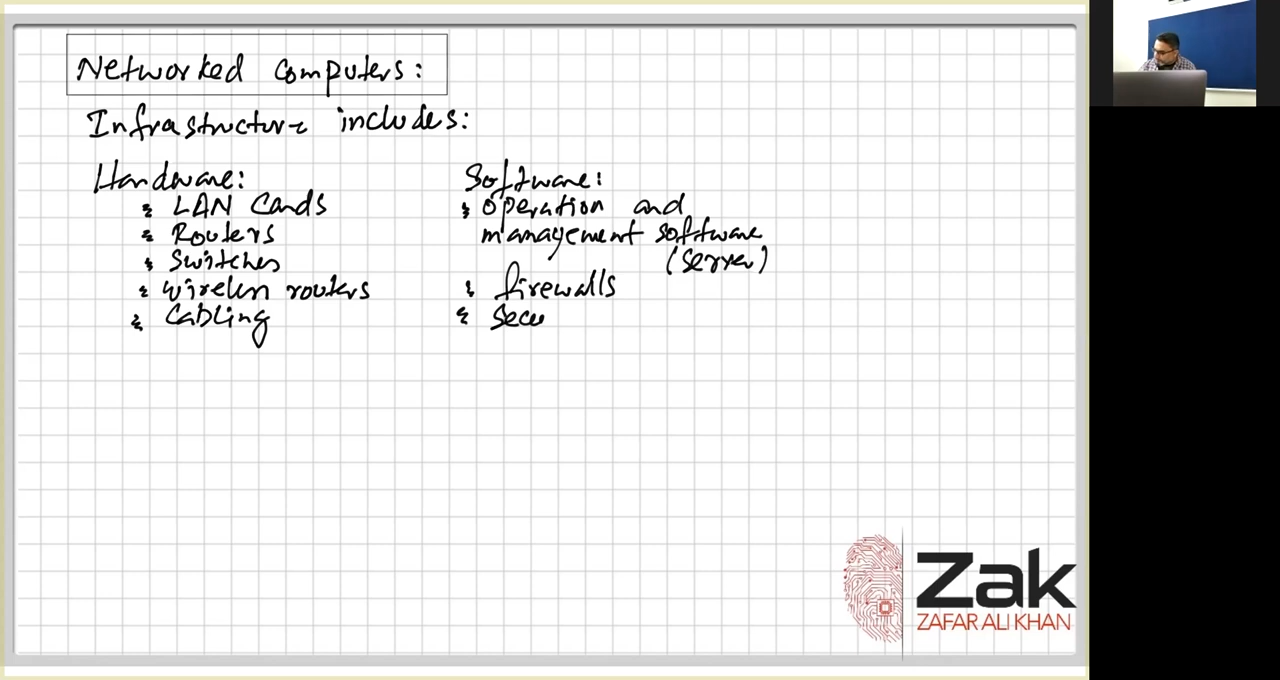 Networked computers:
Infrastructure includes:
Hardware:
LAN Cards
Routers
Switches
wireless routers
Cabling
Software:
operation and
management software
(server)
firewalls
Secu
Zak
ZAFAR ALI KHAN